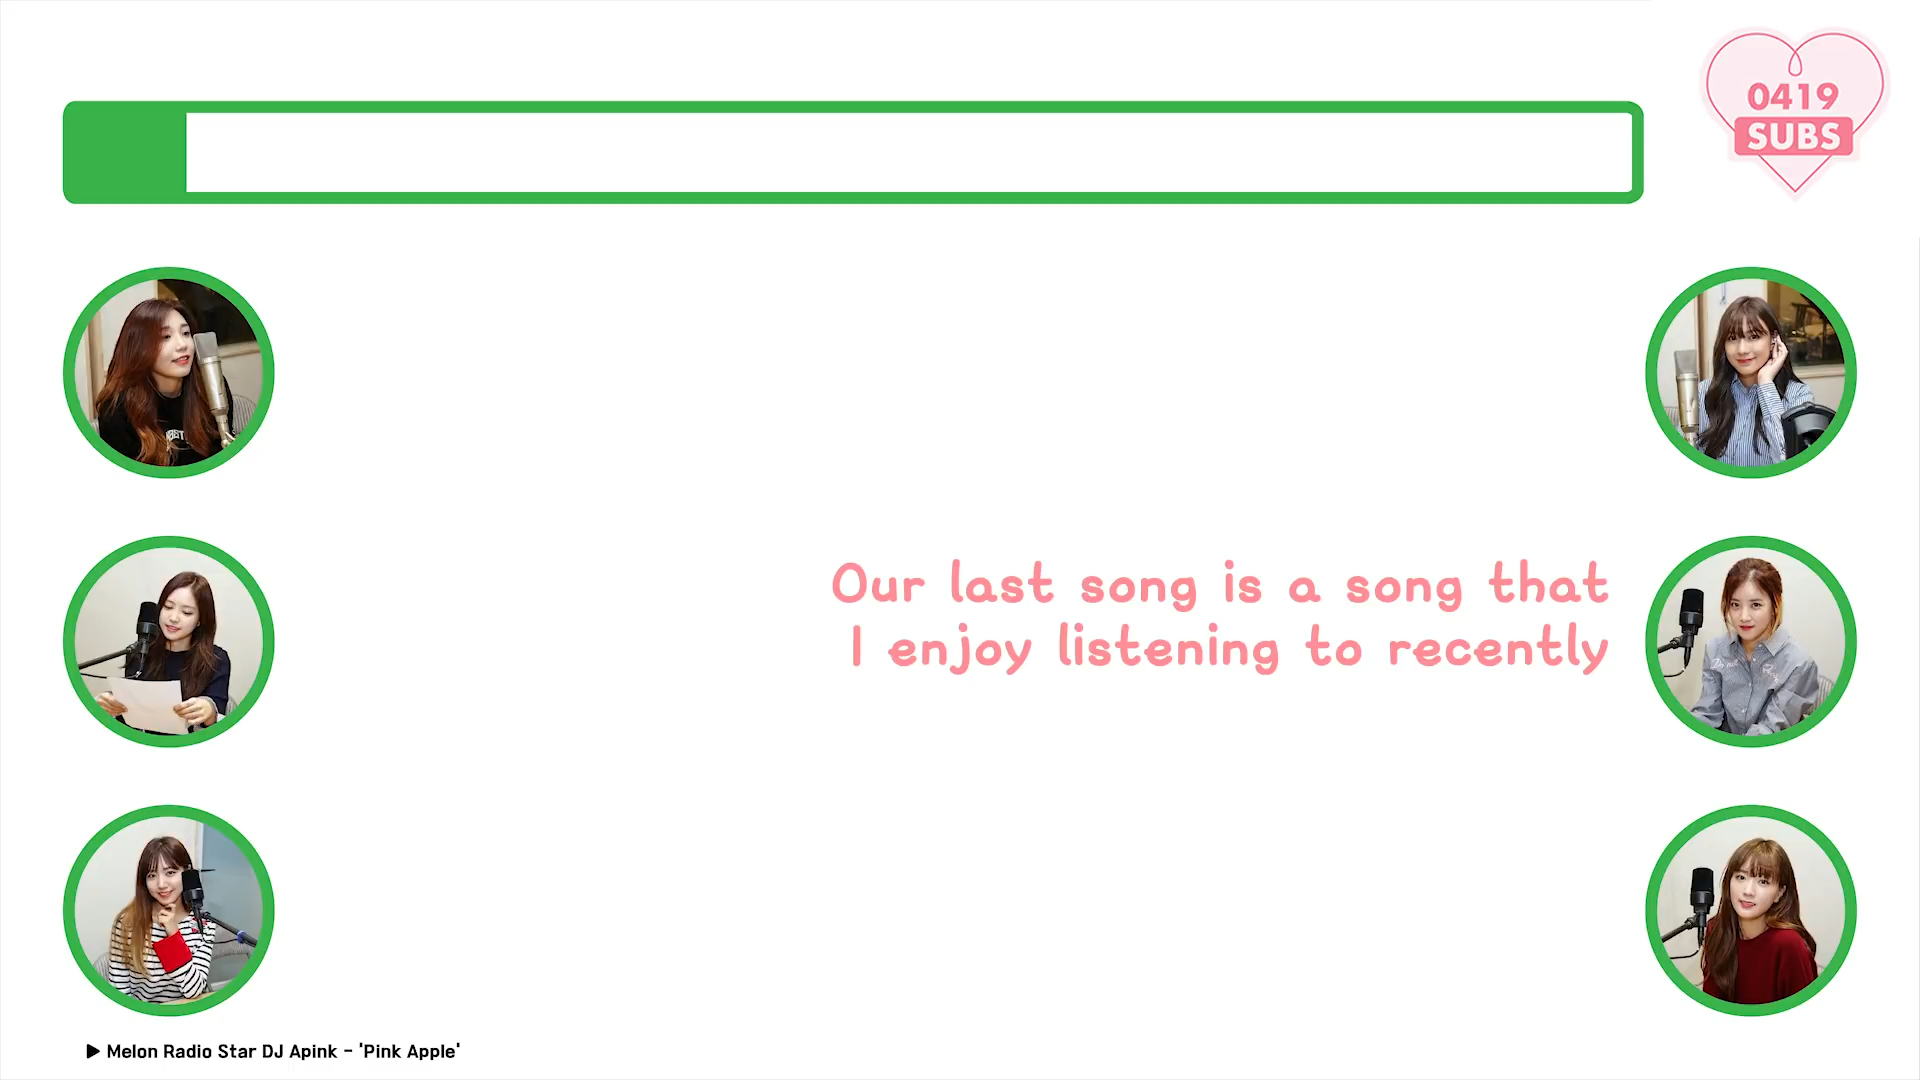 0419
SUBS
Our last song is a song that
I enjoy listening to recently
▶ Melon Radio Star DJ Apink - 'Pink Apple'